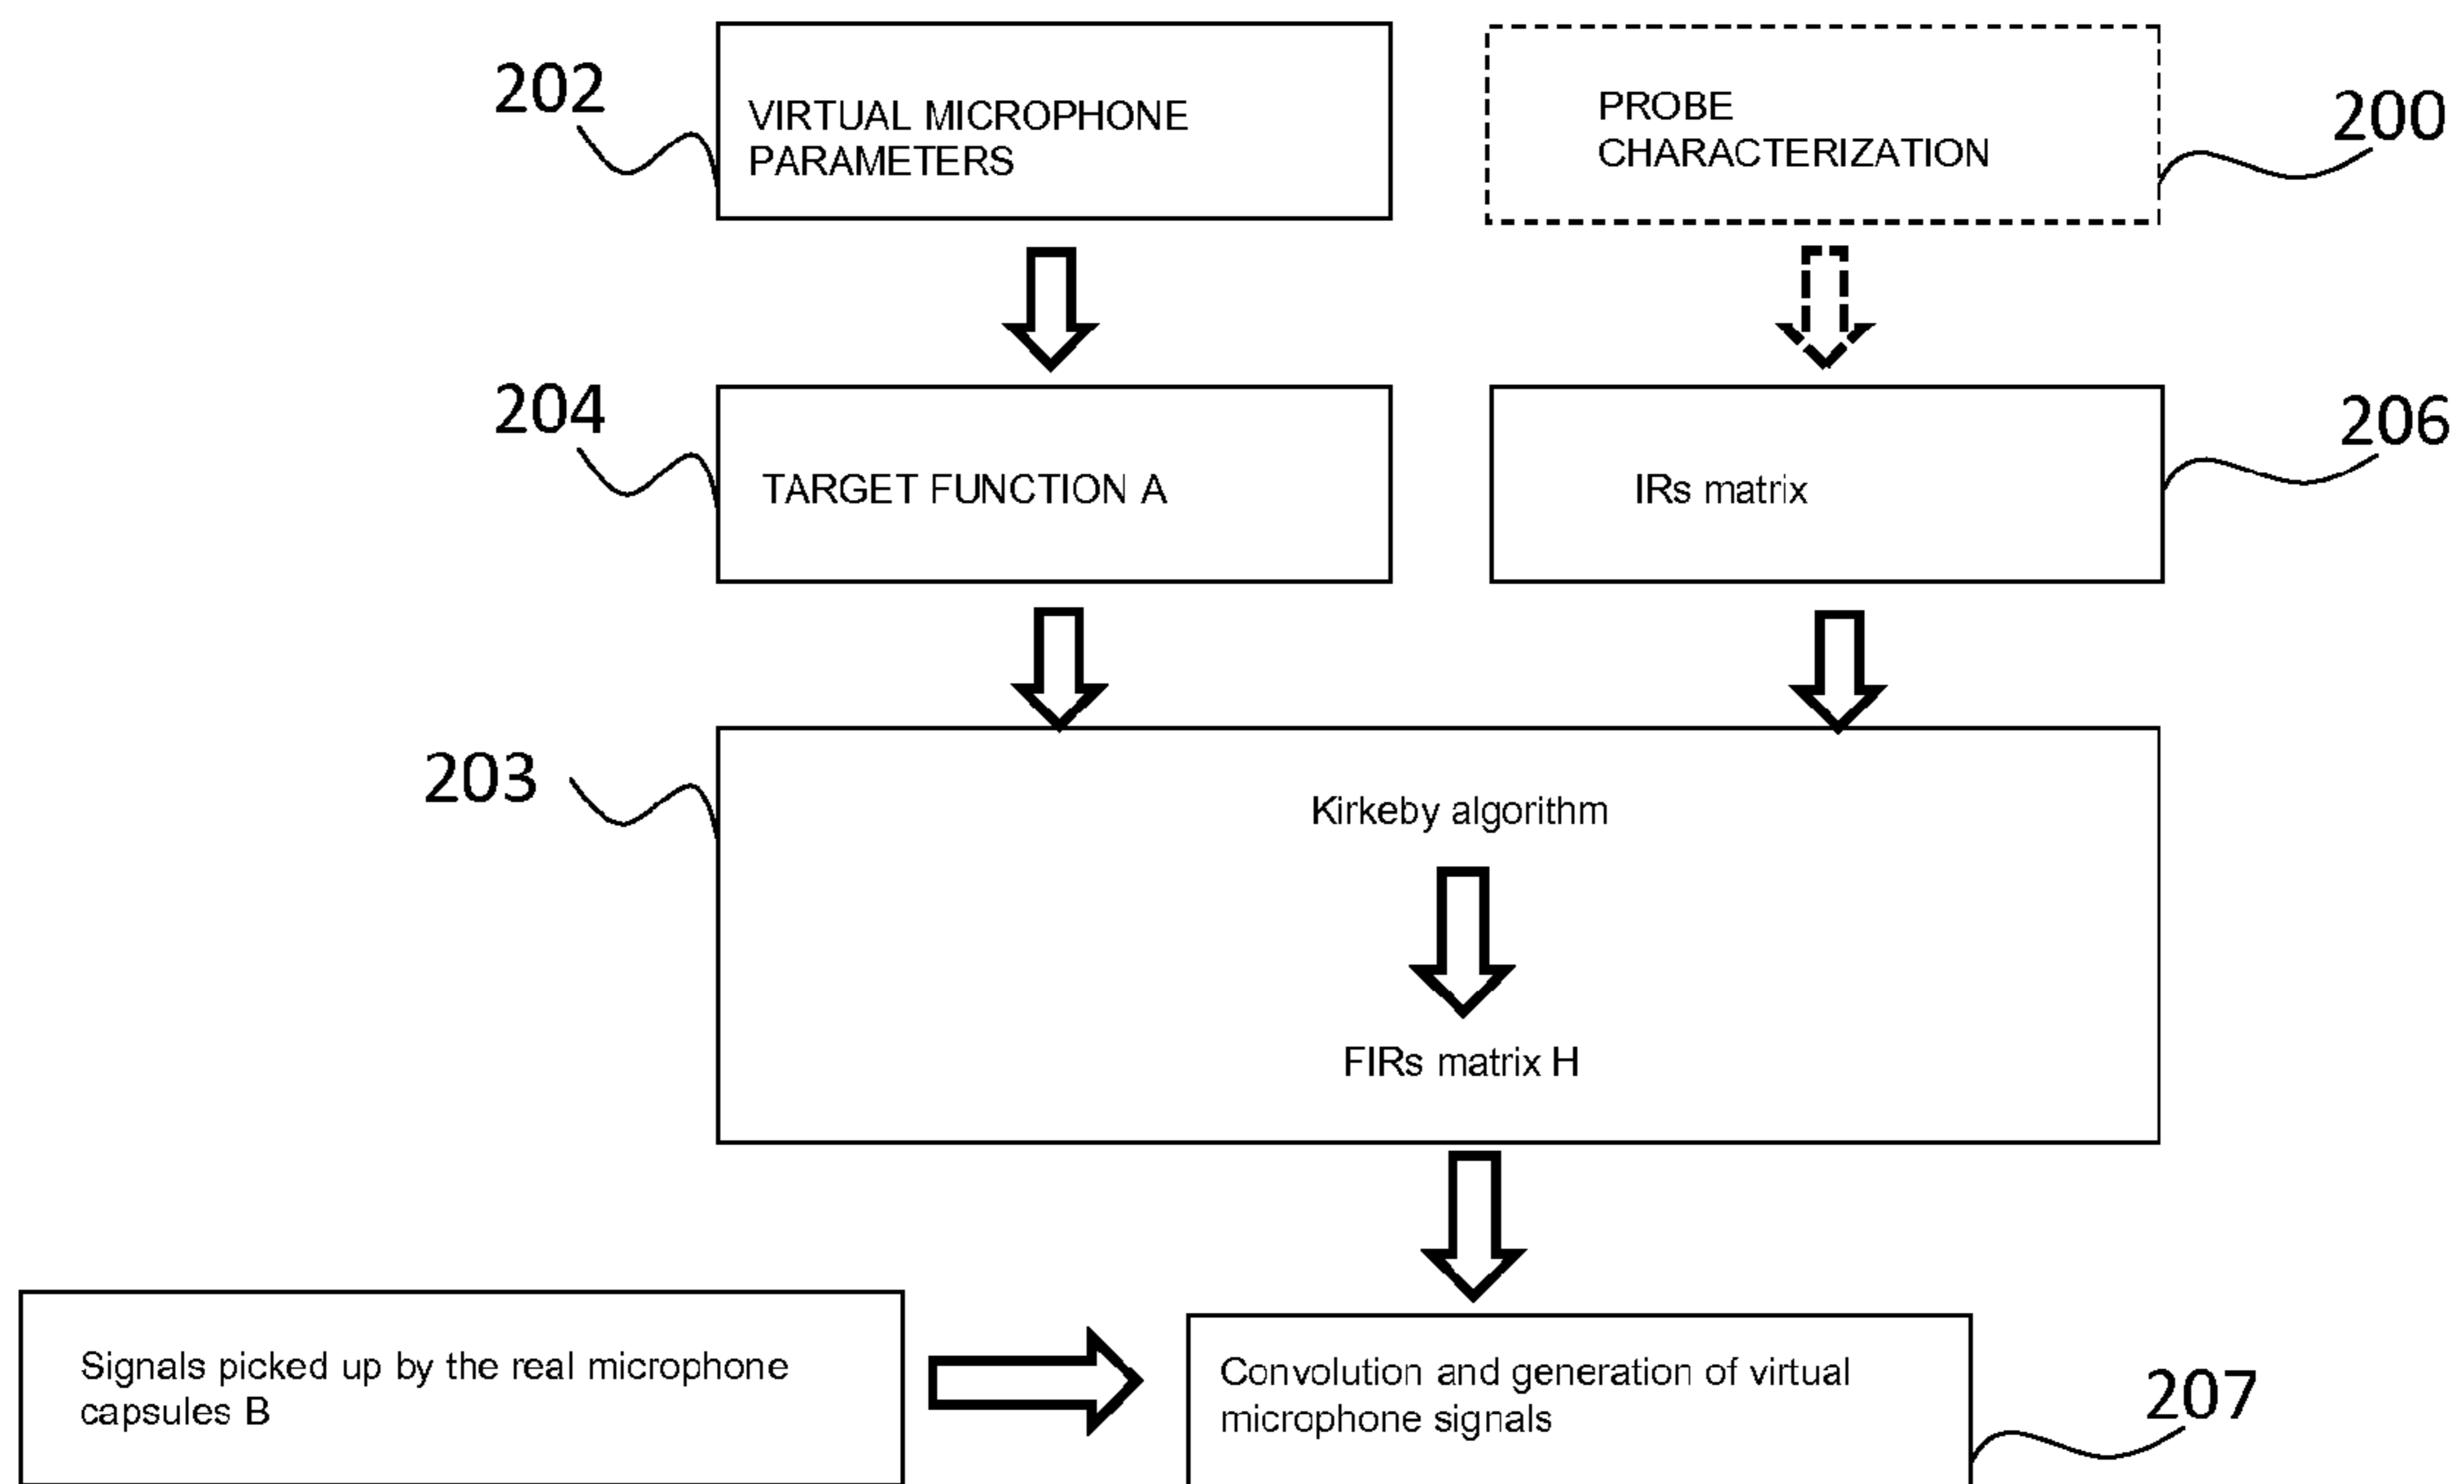 202
VIRTUAL MICROPHONE
PARAMETERS
PROBE
CHARACTERIZATION
200
204
TARGET FUNCTION A
IRs matrix
206
203
Kirkeby algorithm
FIRs matrix H
Signals picked up by the real microphone
capsules B
Convolution and generation of virtual
microphone signals
207